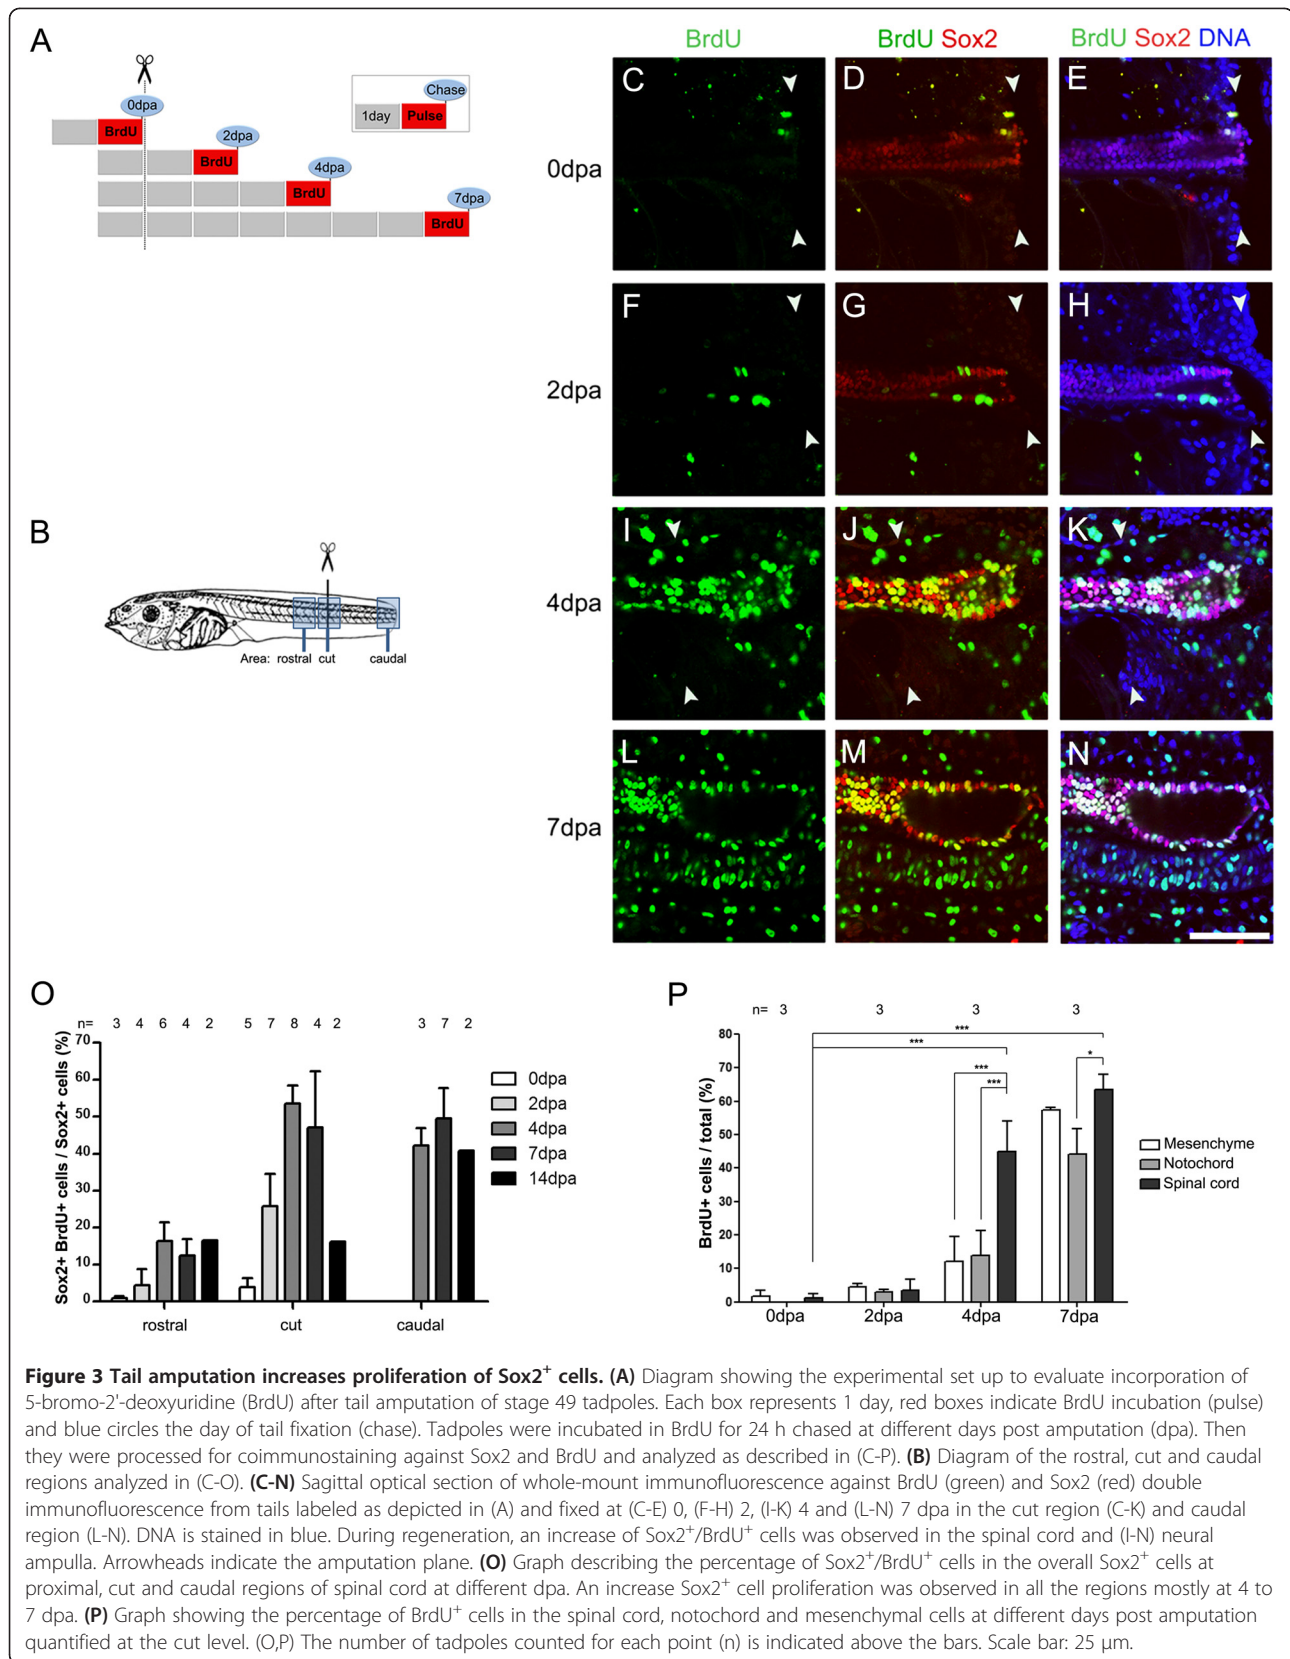 A
0dpa
BrdU
2dpa
BrdU
4dpa
BrdU
7dpa
BrdU
Chase
1day
Pulse
B
Area: rostral cut caudal
BrdU
BrdU Sox2
BrdU Sox2 DNA
0dpa
C
D
E
2dpa
F
G
H
4dpa
I
J
K
7dpa
L
M
N
O
n= 3 4 6 4 2 5 7 8 4 2 3 7 2
Sox2+ BrdU+ cells / Sox2+ cells (%)
70
60
50
40
30
20
10
0
rostral cut caudal
0dpa
2dpa
4dpa
7dpa
14dpa
P
n= 3 3 3 3
BrdU+ cells / total (%)
80
70
60
50
40
30
20
10
0
***
***
***
***
*
0dpa 2dpa 4dpa 7dpa
Mesenchyme
Notochord
Spinal cord
Figure 3 Tail amputation increases proliferation of Sox2⁺ cells. (A) Diagram showing the experimental set up to evaluate incorporation of
5-bromo-2'-deoxyuridine (BrdU) after tail amputation of stage 49 tadpoles. Each box represents 1 day, red boxes indicate BrdU incubation (pulse)
and blue circles the day of tail fixation (chase). Tadpoles were incubated in BrdU for 24 h chased at different days post amputation (dpa). Then
they were processed for coimmunostaining against Sox2 and BrdU and analyzed as described in (C-P). (B) Diagram of the rostral, cut and caudal
regions analyzed in (C-O). (C-N) Sagittal optical section of whole-mount immunofluorescence against BrdU (green) and Sox2 (red) double
immunofluorescence from tails labeled as depicted in (A) and fixed at (C-E) 0, (F-H) 2, (I-K) 4 and (L-N) 7 dpa in the cut region (C-K) and caudal
region (L-N). DNA is stained in blue. During regeneration, an increase of Sox2⁺/BrdU⁺ cells was observed in the spinal cord and (I-N) neural
ampulla. Arrowheads indicate the amputation plane. (O) Graph describing the percentage of Sox2⁺/BrdU⁺ cells in the overall Sox2⁺ cells at
proximal, cut and caudal regions of spinal cord at different dpa. An increase Sox2⁺ cell proliferation was observed in all the regions mostly at 4 to
7 dpa. (P) Graph showing the percentage of BrdU⁺ cells in the spinal cord, notochord and mesenchymal cells at different days post amputation
quantified at the cut level. (O,P) The number of tadpoles counted for each point (n) is indicated above the bars. Scale bar: 25 μm.